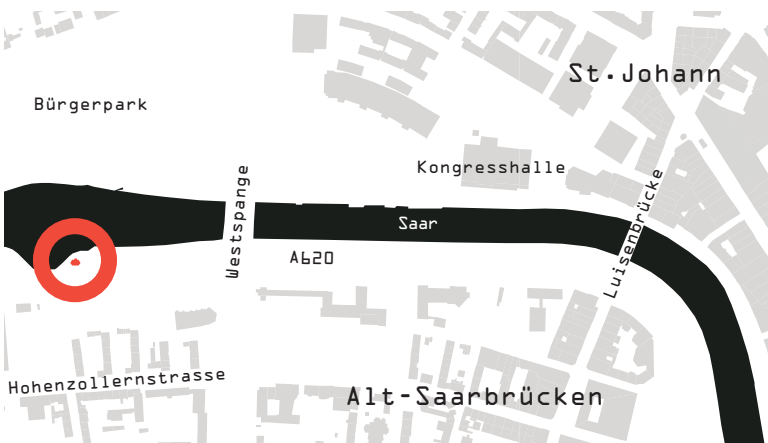 St.Johann
Bürgerpark
Kongresshalle
Westspange
Saar
Luisenbrücke
A620
Hohenzollernstrasse
Alt-Saarbrücken